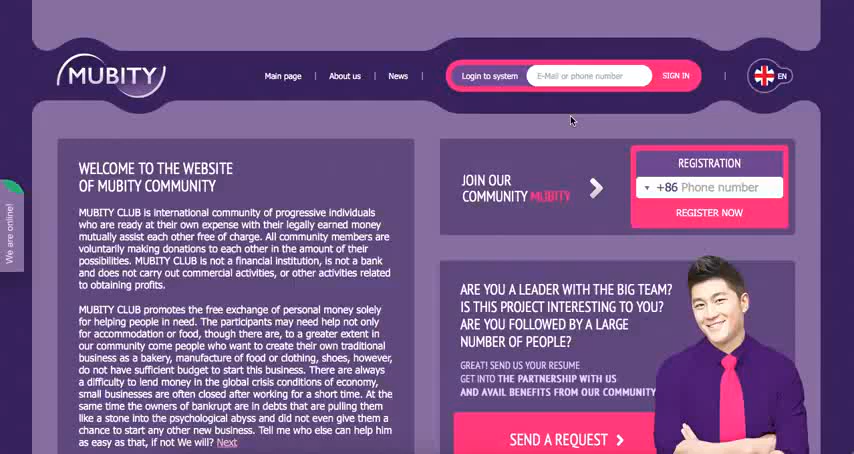 MUBITY
Main page | About us | News |
Login to system
E-Mail or phone number
SIGN IN
EN
We are online!
WELCOME TO THE WEBSITE
OF MUBITY COMMUNITY
MUBITY CLUB is international community of progressive individuals
who are ready at their own expense with their legally earned money
mutually assist each other free of charge. All community members are
voluntarily making donations to each other in the amount of their
possibilities. MUBITY CLUB is not a financial institution, is not a bank
and does not carry out commercial activities, or other activities related
to obtaining profits.
MUBITY CLUB promotes the free exchange of personal money solely
for helping people in need. The participants may need help not only
for accommodation or food, though there are, to a greater extent in
our community come people who want to create their own traditional
business as a bakery, manufacture of food or clothing, shoes, however,
do not have sufficient budget to start this business. There are always
a difficulty to lend money in the global crisis conditions of economy,
small businesses are often closed after working for a short time. At
the same time the owners of bankrupt are in debts that are pulling them
like a stone into the psychological abyss and did not even give them a
chance to start any other new business. Tell me who else can help him
as easy as that, if not We will? Next
JOIN OUR
COMMUNITY MUBITY
REGISTRATION
+86 Phone number
REGISTER NOW
ARE YOU A LEADER WITH THE BIG TEAM?
IS THIS PROJECT INTERESTING TO YOU?
ARE YOU FOLLOWED BY A LARGE
NUMBER OF PEOPLE?
GREAT! SEND US YOUR RESUME
GET INTO THE PARTNERSHIP WITH US
AND AVAIL BENEFITS FROM OUR COMMUNITY
SEND A REQUEST